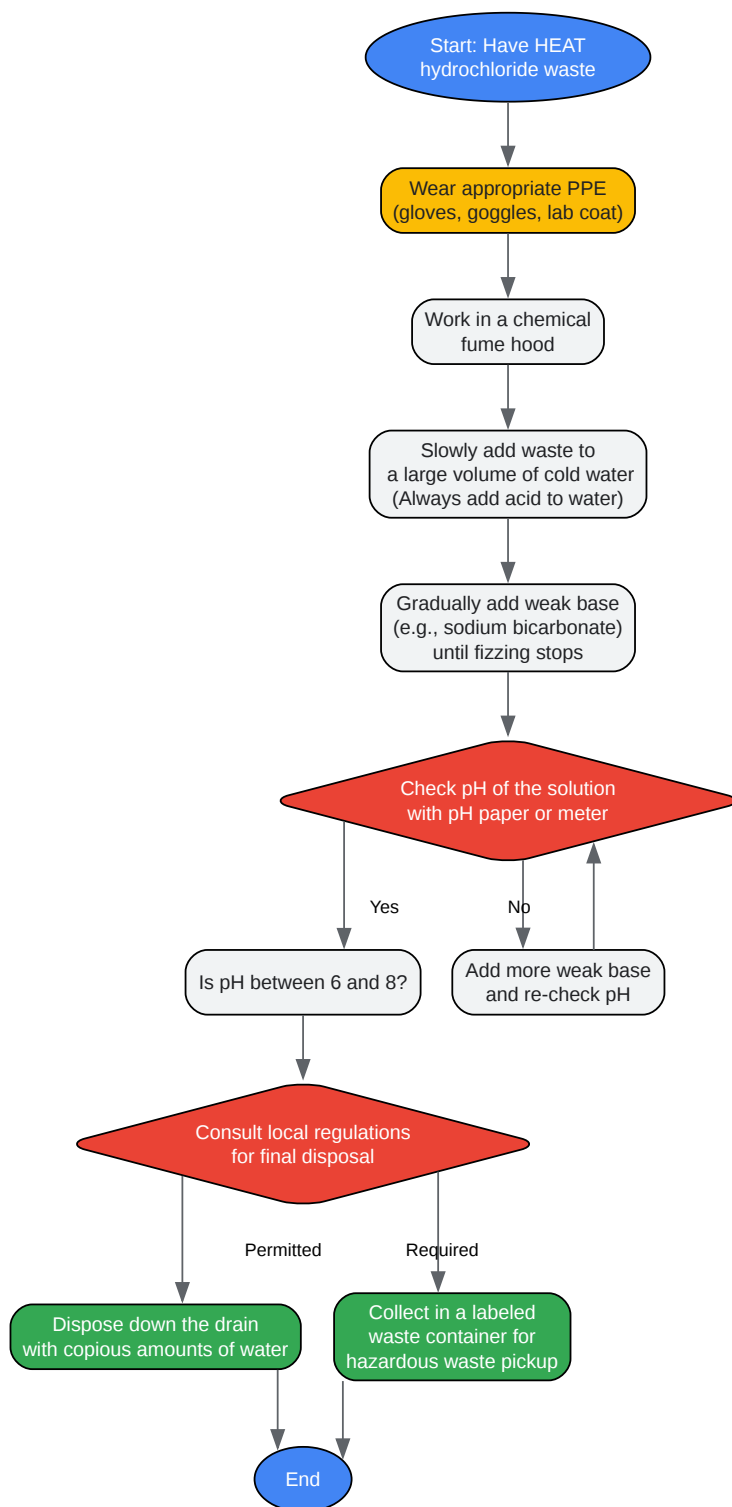 Start: Have HEAT
hydrochloride waste
Wear appropriate PPE
(gloves, goggles, lab coat)
Work in a chemical
fume hood
Slowly add waste to
a large volume of cold water
(Always add acid to water)
Gradually add weak base
(e.g., sodium bicarbonate)
until fizzing stops
Check pH of the solution
with pH paper or meter
Yes
No
Is pH between 6 and 8?
Add more weak base
and re-check pH
Consult local regulations
for final disposal
Permitted
Required
Dispose down the drain
with copious amounts of water
Collect in a labeled
waste container for
hazardous waste pickup
End